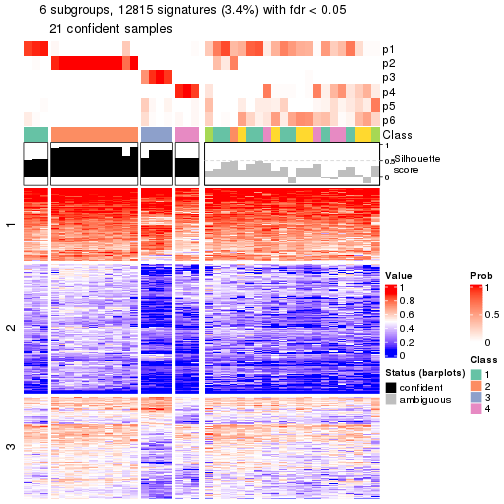 6 subgroups, 12815 signatures (3.4%) with fdr < 0.05
21 confident samples
p1
p2
p3
p4
p5
p6
Class
1
0.5
0
Silhouette
score
1
2
3
Value
1
0.8
0.6
0.4
0.2
0
Status (barplots)
confident
ambiguous
Prob
1
0.5
0
Class
1
2
3
4